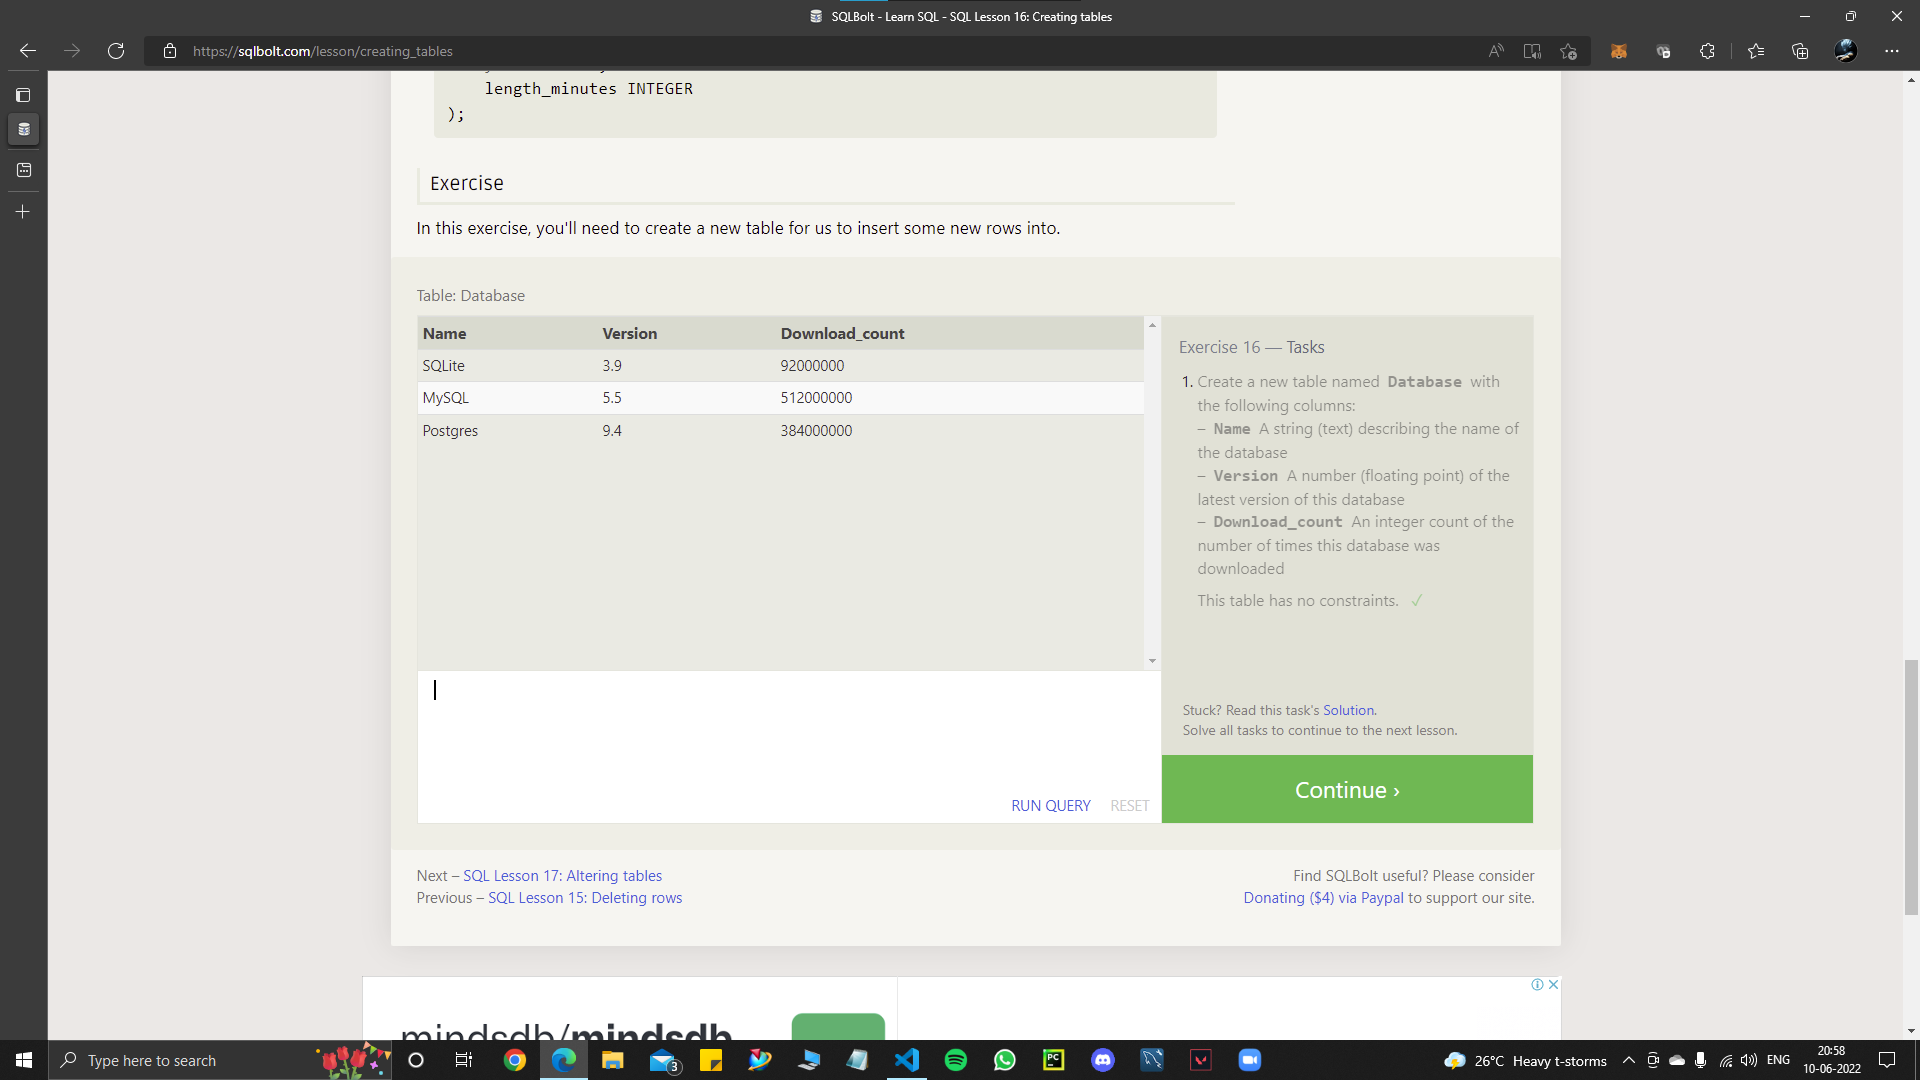 SQLBolt - Learn SQL - SQL Lesson 16: Creating tables
https://sqlbolt.com/lesson/creating_tables
length_minutes INTEGER
);
Exercise
In this exercise, you'll need to create a new table for us to insert some new rows into.
Table: Database
Name Version Download_count
SQLite 3.9 92000000
MySQL 5.5 512000000
Postgres 9.4 384000000
Exercise 16 — Tasks
1. Create a new table named Database with
the following columns:
– Name A string (text) describing the name of
the database
– Version A number (floating point) of the
latest version of this database
– Download_count An integer count of the
number of times this database was
downloaded
This table has no constraints. ✓
Stuck? Read this task's Solution.
Solve all tasks to continue to the next lesson.
RUN QUERY RESET
Continue ›
Next – SQL Lesson 17: Altering tables
Previous – SQL Lesson 15: Deleting rows
Find SQLBolt useful? Please consider
Donating ($4) via Paypal to support our site.
mindsdb/mindsdb
Type here to search
3
PC
26°C Heavy t-storms
ENG
20:58
10-06-2022